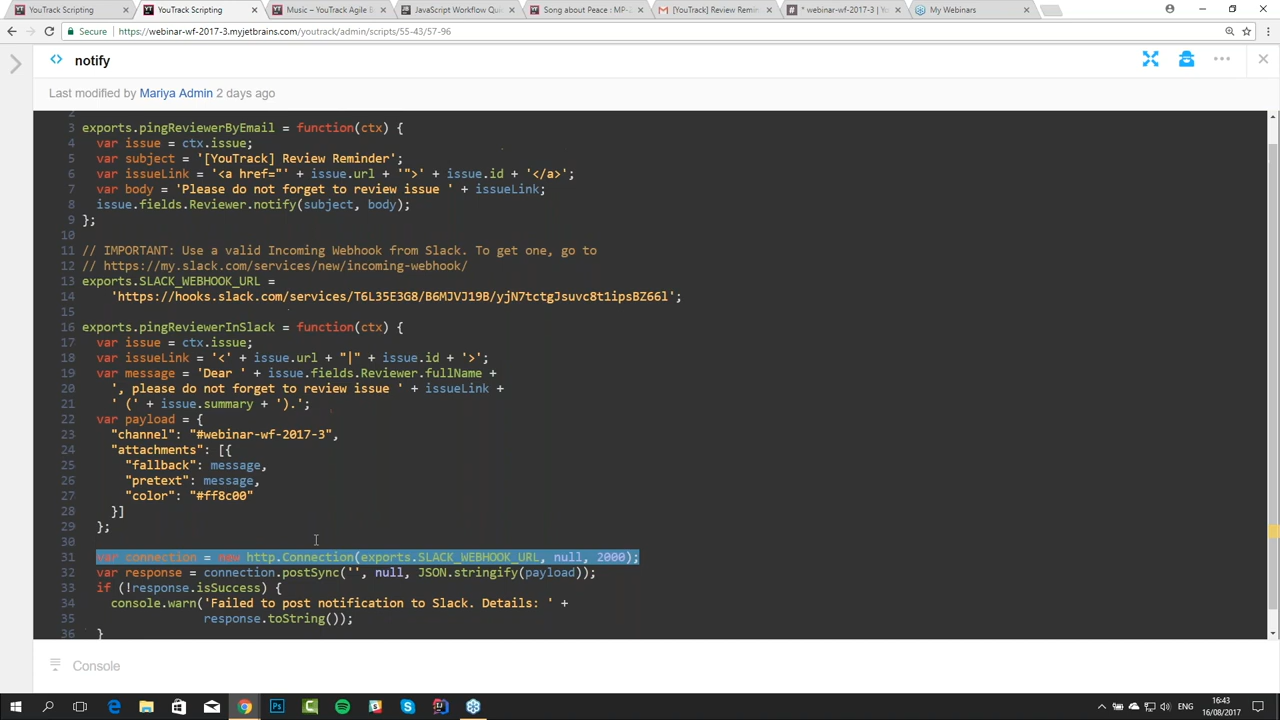 YouTrack Scripting
YouTrack Scripting
Music – YouTrack Agile
JavaScript Workflow Quic
Song about Peace : MP-
[YouTrack] Review Remin
* webinar-wf-2017-3 | Yo
My Webinars
Secure https://webinar-wf-2017-3.myjetbrains.com/youtrack/admin/scripts/55-43/57-96
notify
Last modified by Mariya Admin 2 days ago
2
3 exports.pingReviewerByEmail = function(ctx) {
4 var issue = ctx.issue;
5 var subject = '[YouTrack] Review Reminder';
6 var issueLink = '<a href="' + issue.url + '">' + issue.id + '</a>';
7 var body = 'Please do not forget to review issue ' + issueLink;
8 issue.fields.Reviewer.notify(subject, body);
9 };
10
11 // IMPORTANT: Use a valid Incoming Webhook from Slack. To get one, go to
12 // https://my.slack.com/services/new/incoming-webhook/
13 exports.SLACK_WEBHOOK_URL =
14 'https://hooks.slack.com/services/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';
15
16 exports.pingReviewerInSlack = function(ctx) {
17 var issue = ctx.issue;
18 var issueLink = '<' + issue.url + "|" + issue.id + '>';
19 var message = 'Dear ' + issue.fields.Reviewer.fullName +
20 ', please do not forget to review issue ' + issueLink +
21 ' (' + issue.summary + ').';
22 var payload = {
23 "channel": "#webinar-wf-2017-3",
24 "attachments": [{
25 "fallback": message,
26 "pretext": message,
27 "color": "#ff8c00"
28 }]
29 };
30
31 var connection = new http.Connection(exports.SLACK_WEBHOOK_URL, null, 2000);
32 var response = connection.postSync('', null, JSON.stringify(payload));
33 if (!response.isSuccess) {
34 console.warn('Failed to post notification to Slack. Details: ' +
35 response.toString());
36 }
Console
ENG
16:43
16/08/2017